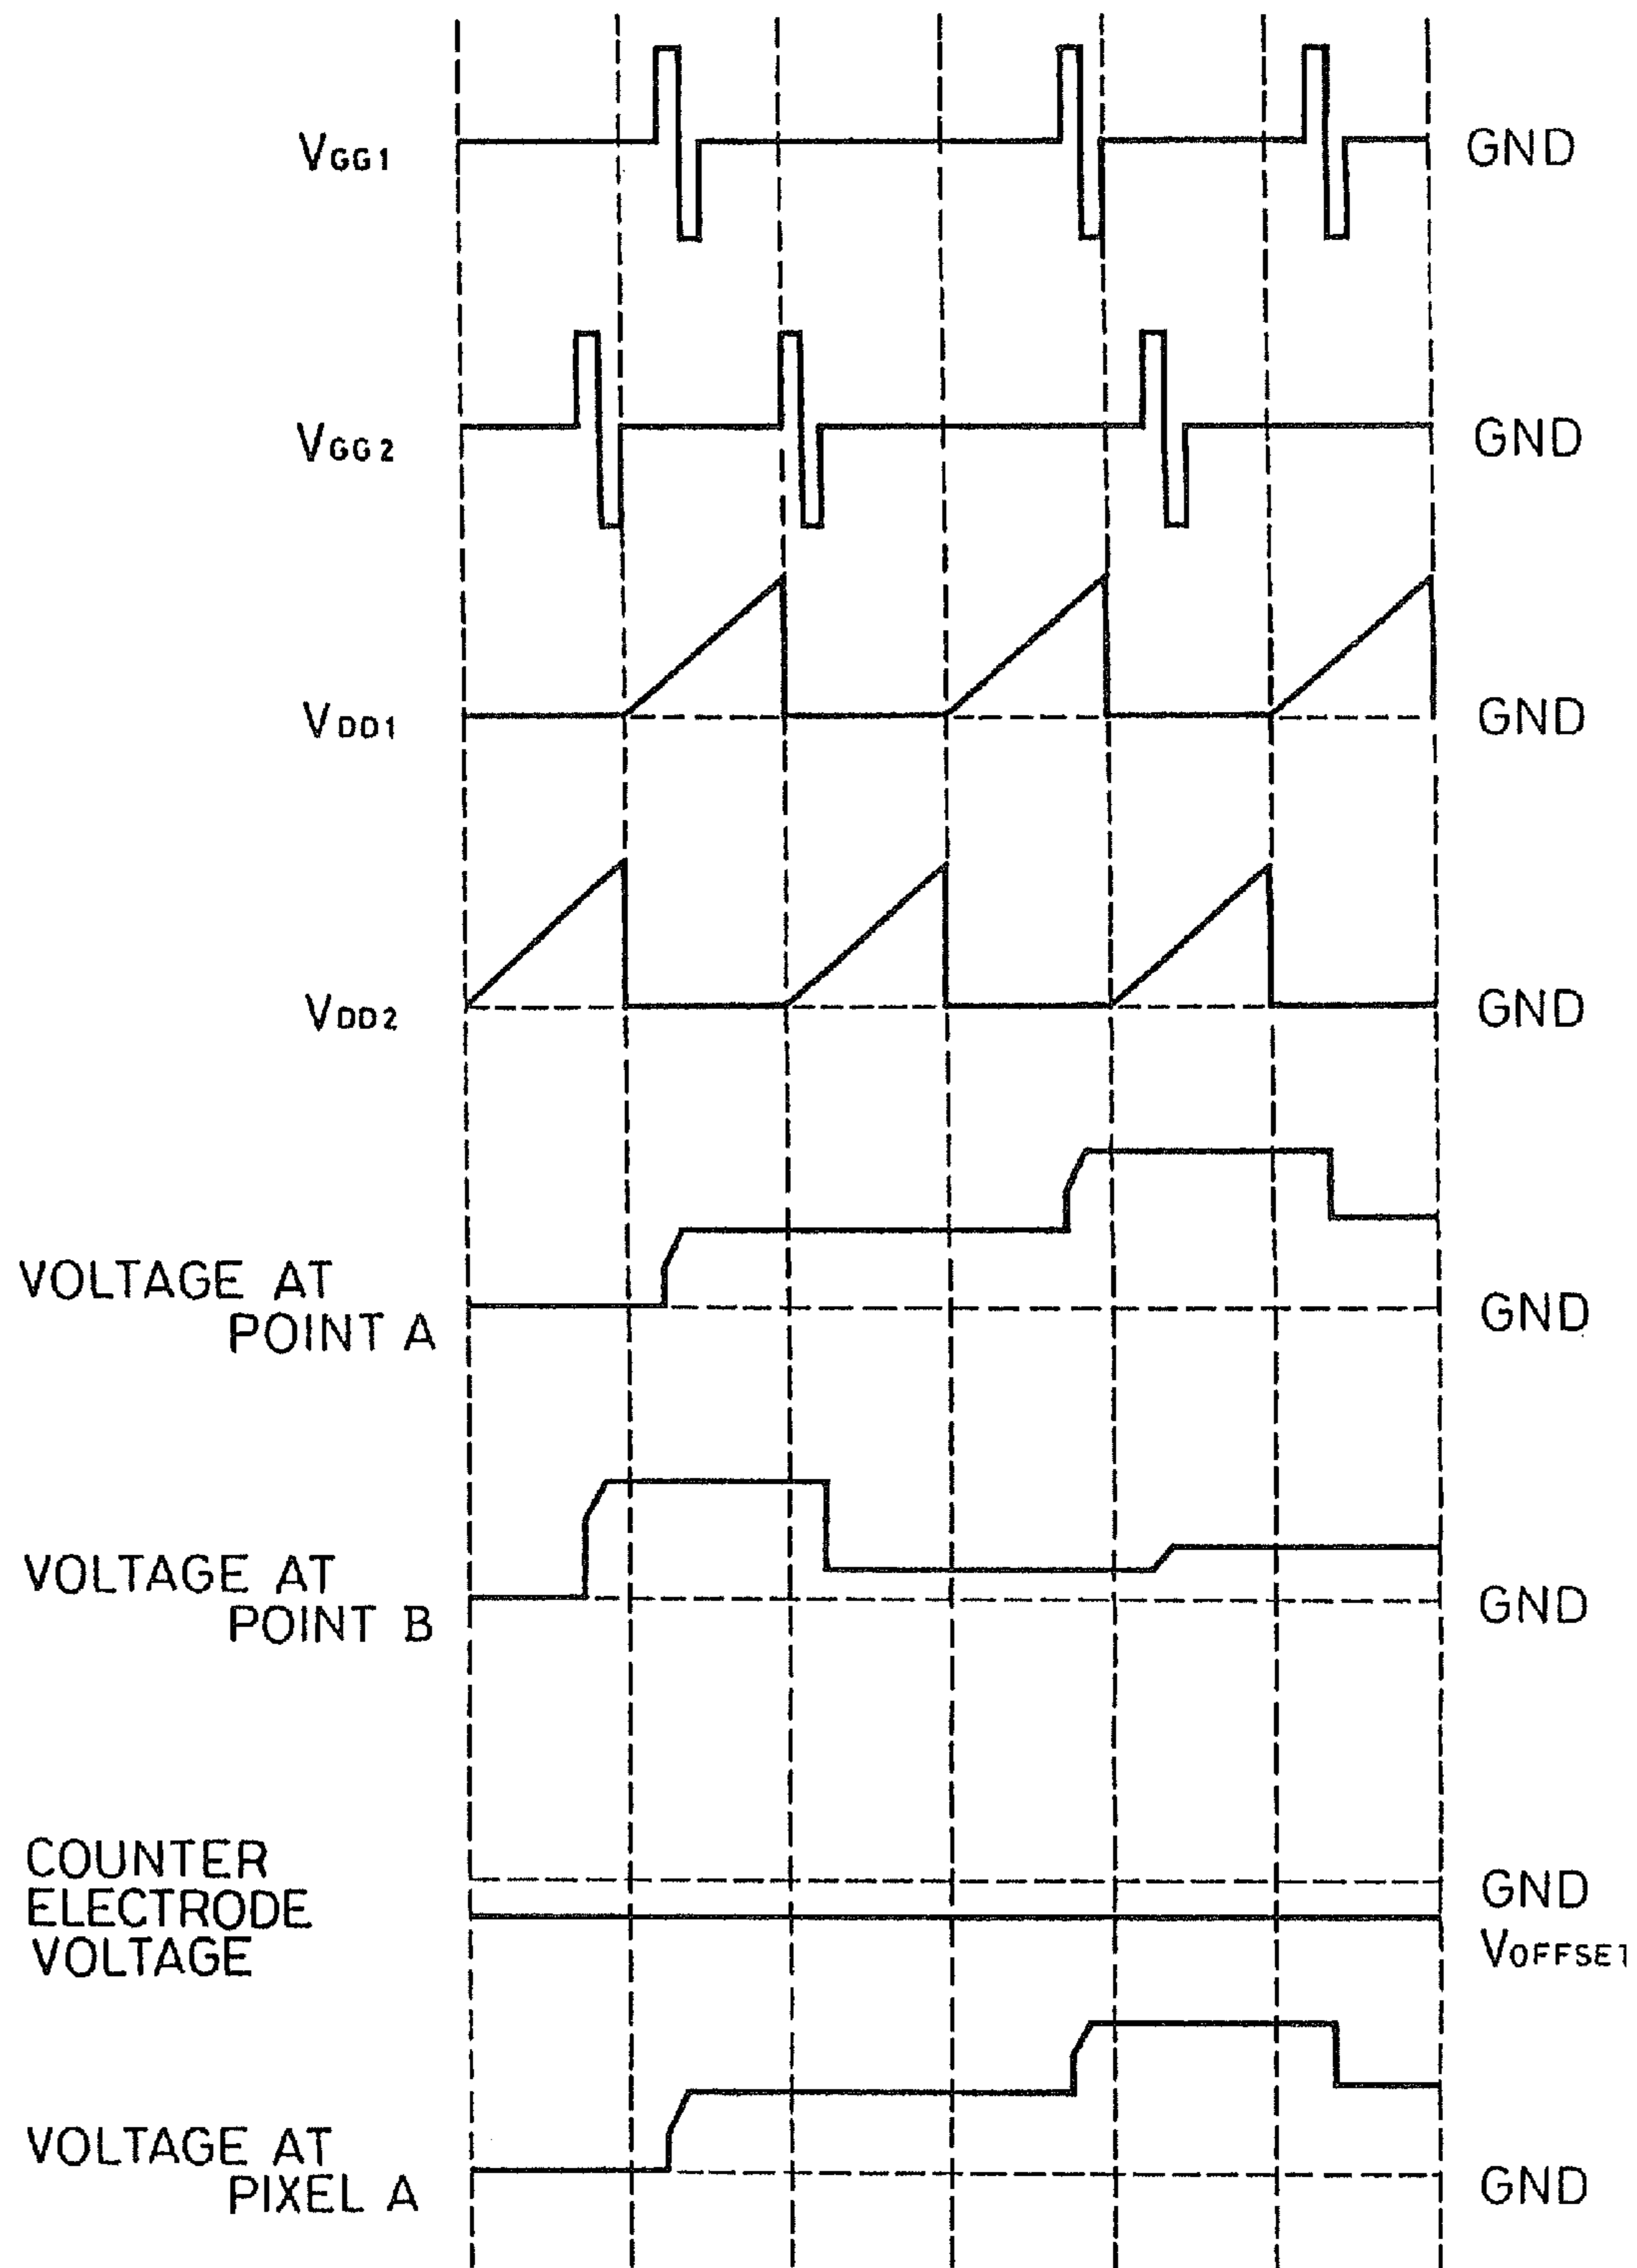 VGG1 GND
VGG2 GND
VDD1 GND
VDD2 GND
VOLTAGE AT
POINT A GND
VOLTAGE AT
POINT B GND
COUNTER
ELECTRODE
VOLTAGE
GND
VOFFSET
VOLTAGE AT
PIXEL A GND